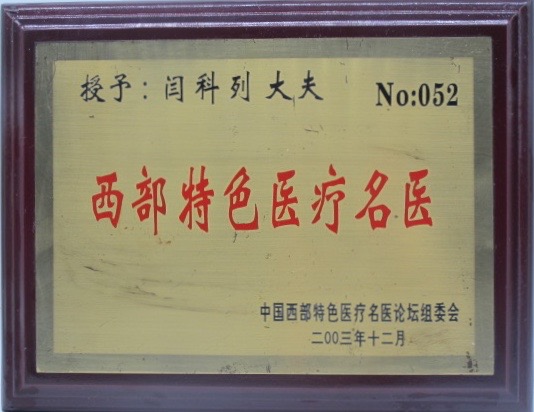 授予：闫科列大夫 No:052
西部特色医疗名医
中国西部特色医疗名医论坛组委会
二00三年十二月